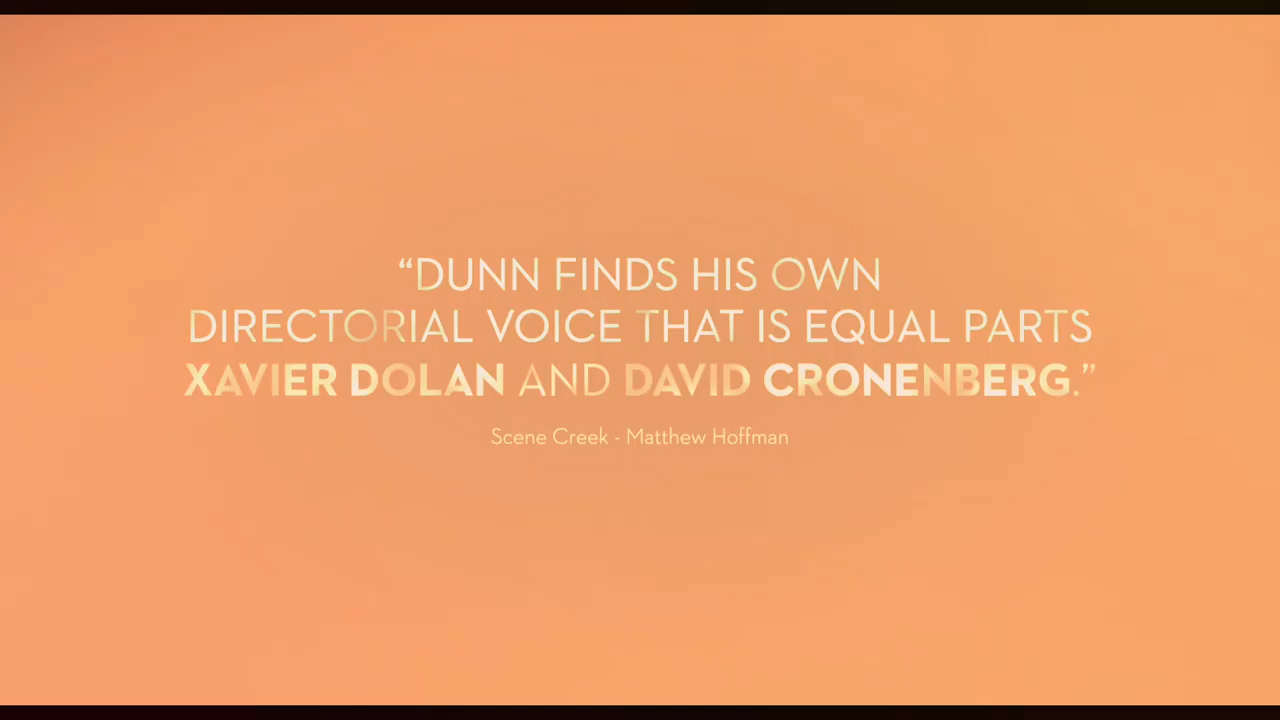 “DUNN FINDS HIS OWN
DIRECTORIAL VOICE THAT IS EQUAL PARTS
XAVIER DOLAN AND DAVID CRONENBERG.”
Scene Creek - Matthew Hoffman